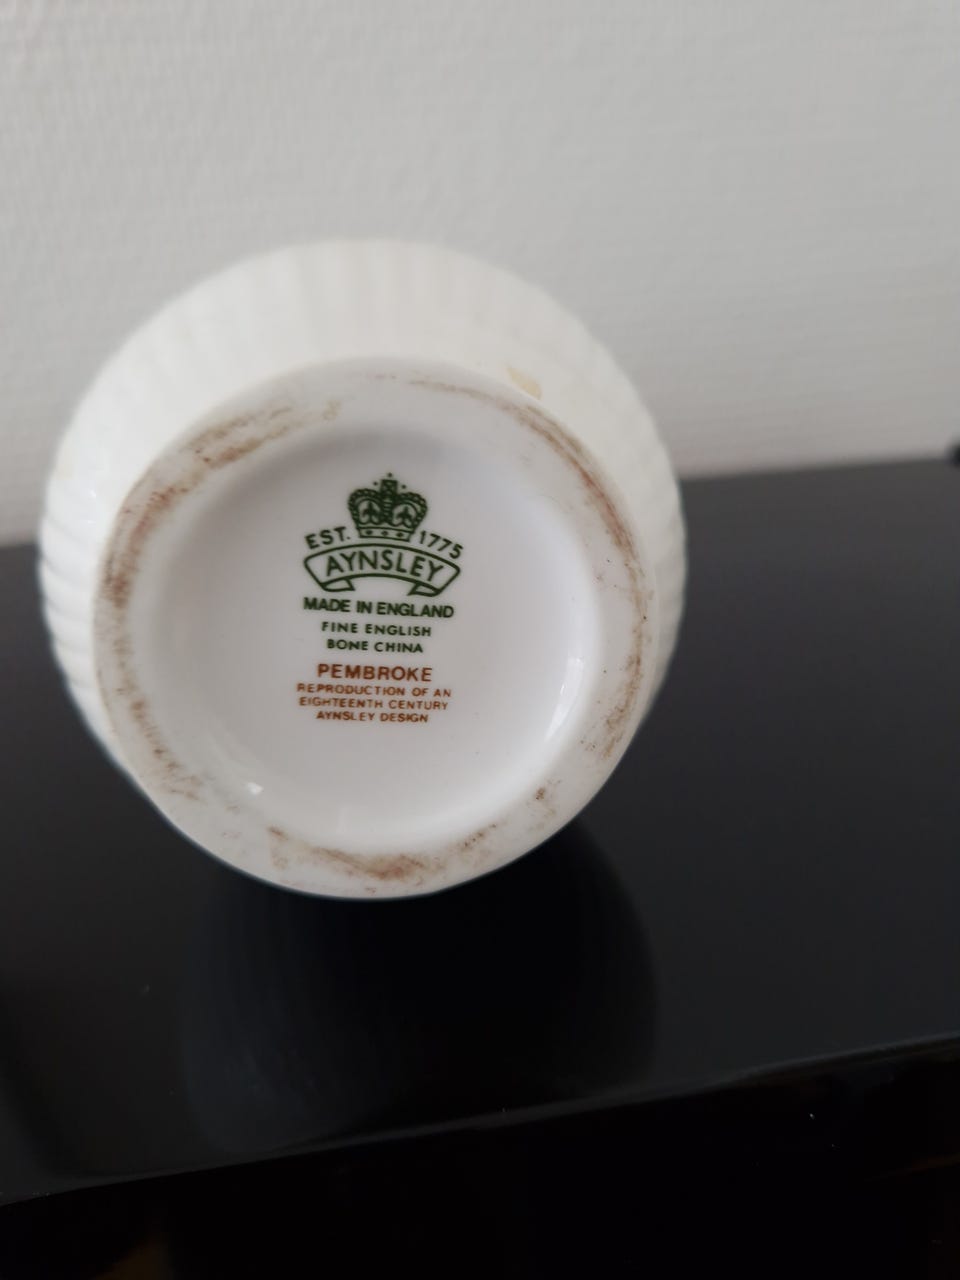 EST. 1775
AYNSLEY
MADE IN ENGLAND
FINE ENGLISH
BONE CHINA
PEMBROKE
REPRODUCTION OF AN
EIGHTEENTH CENTURY
AYNSLEY DESIGN